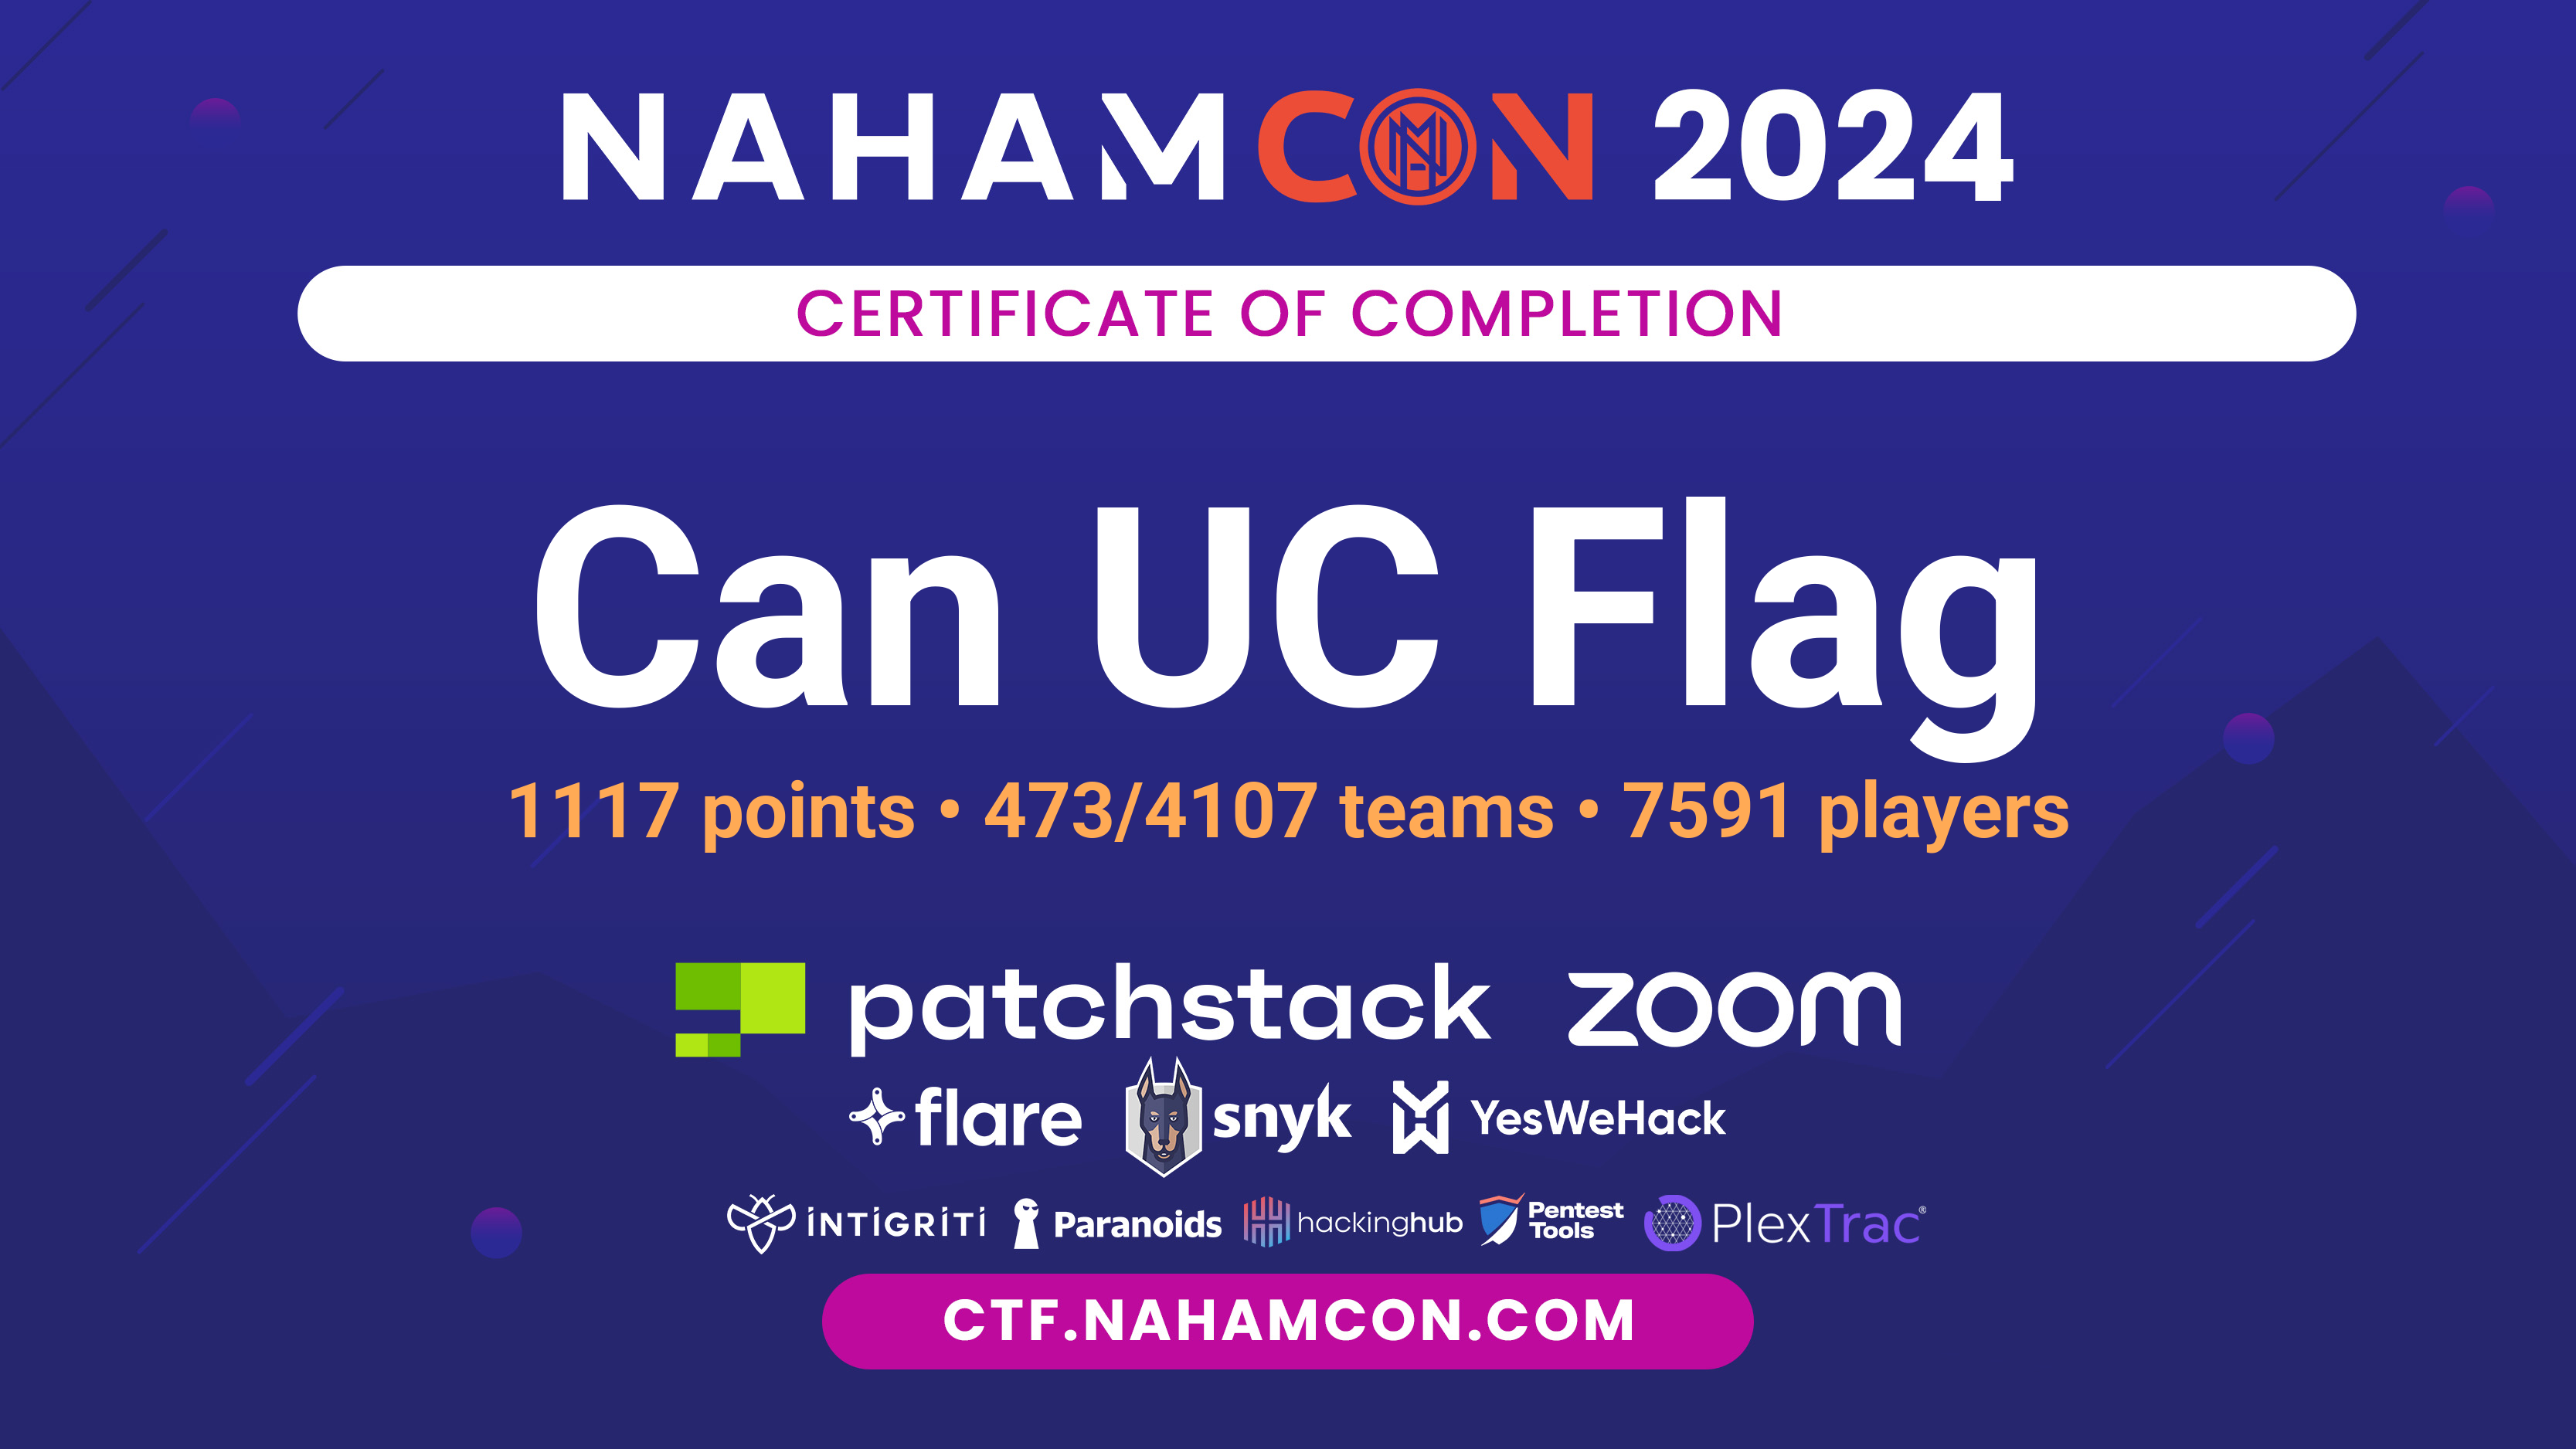 NAHAMCON 2024
CERTIFICATE OF COMPLETION
Can UC Flag
1117 points • 473/4107 teams • 7591 players
patchstack zoom
flare snyk YesWeHack
INTIGRITI Paranoids hackinghub Pentest Tools PlexTrac®
CTF.NAHAMCON.COM